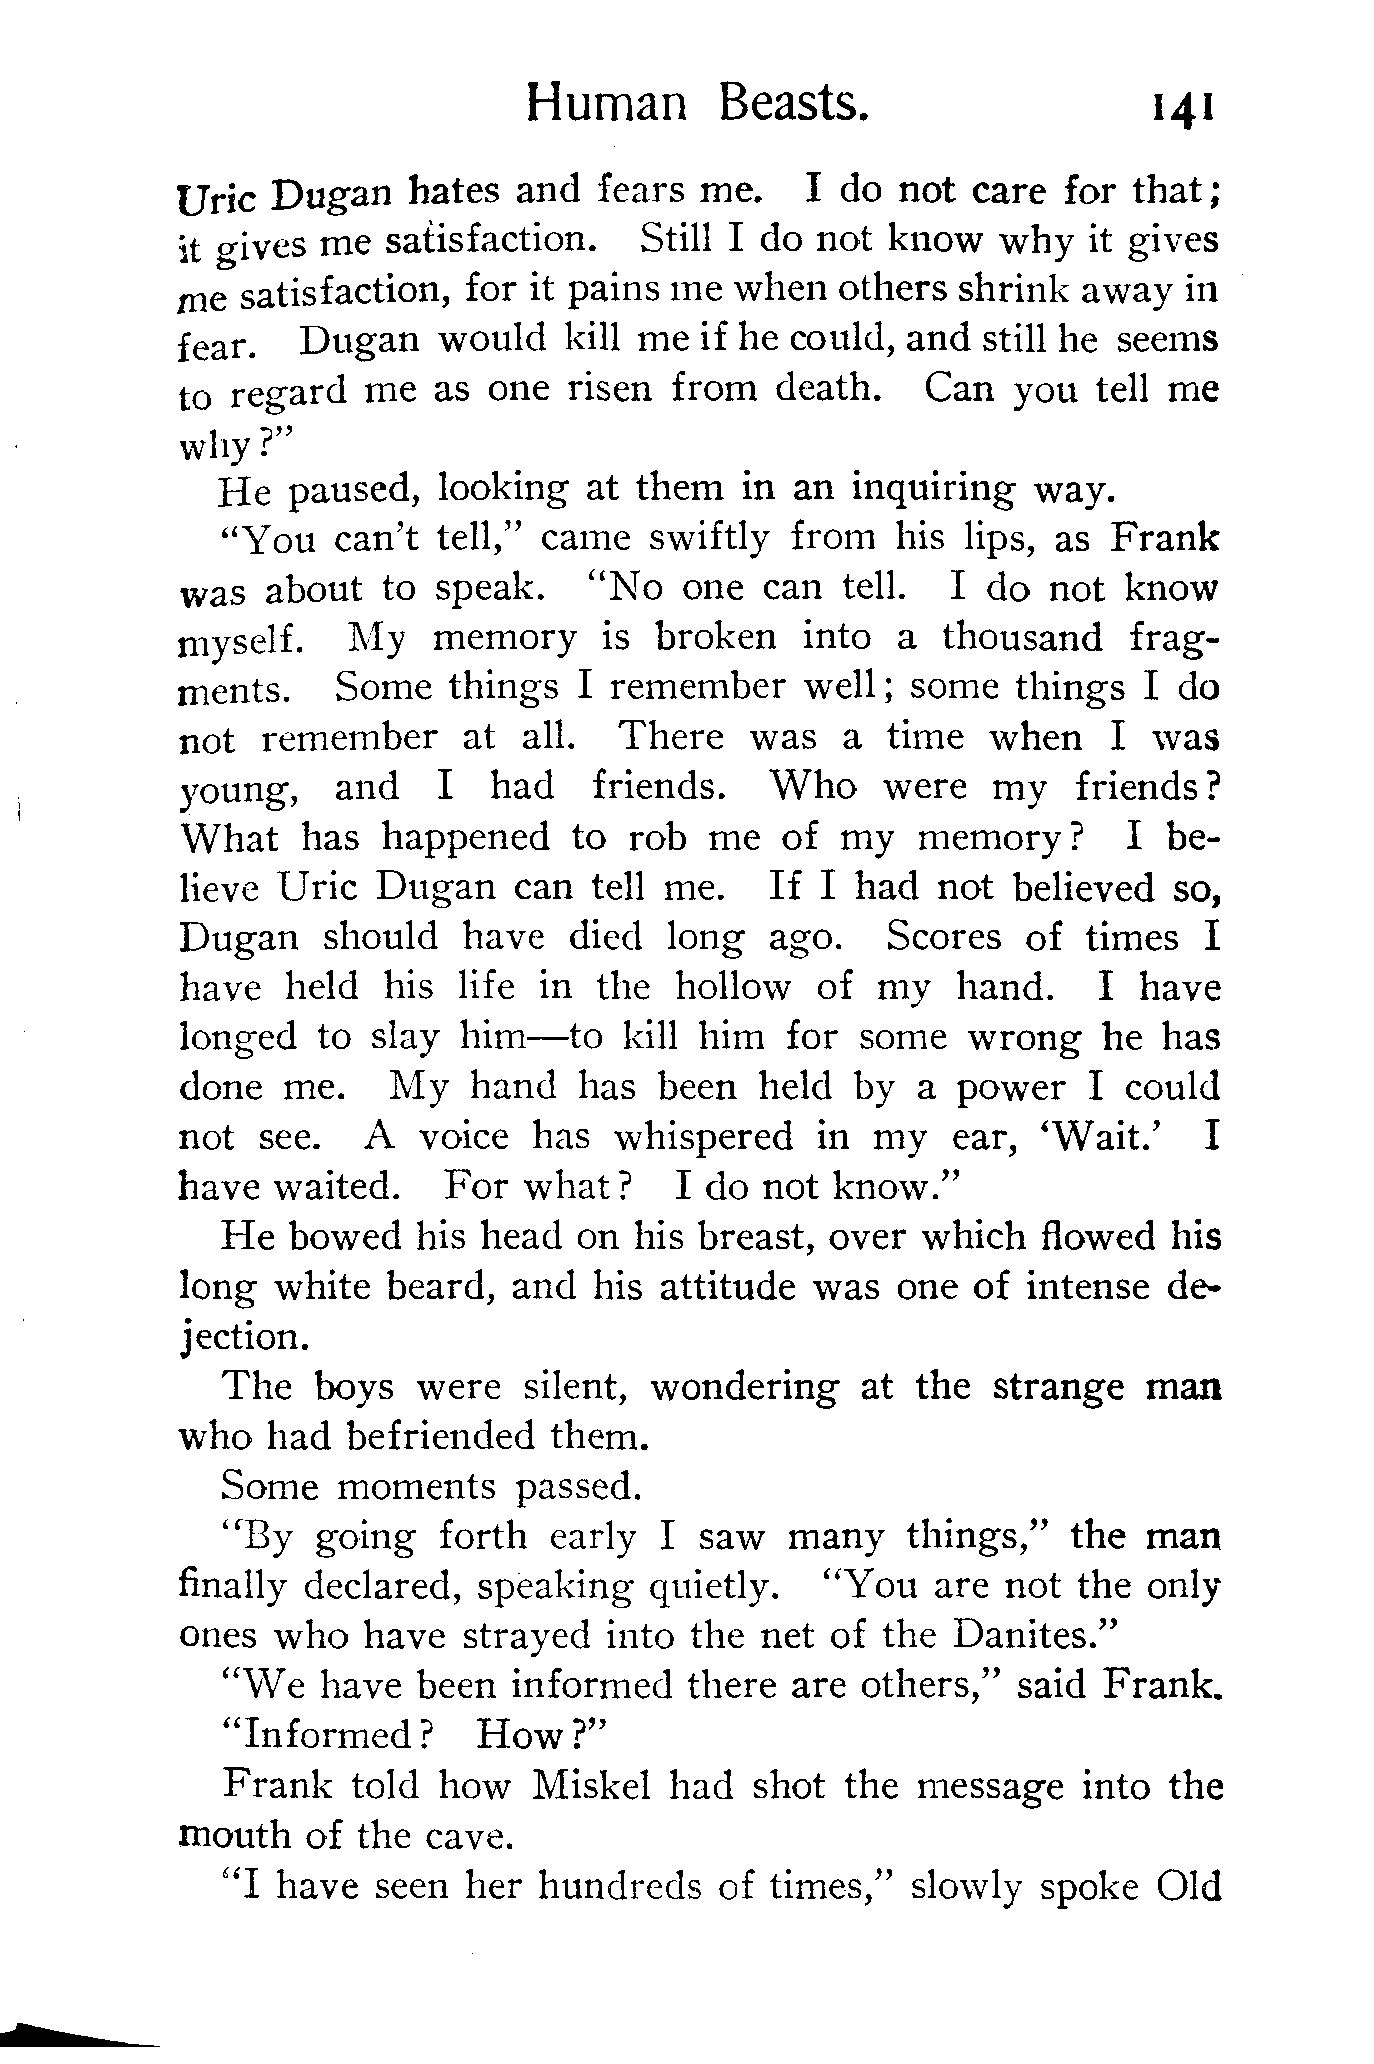 Human Beasts. 141
Uric Dugan hates and fears me. I do not care for that;
it gives me satisfaction. Still I do not know why it gives
me satisfaction, for it pains me when others shrink away in
fear. Dugan would kill me if he could, and still he seems
to regard me as one risen from death. Can you tell me
why?"
He paused, looking at them in an inquiring way.
"You can't tell," came swiftly from his lips, as Frank
was about to speak. "No one can tell. I do not know
myself. My memory is broken into a thousand frag-
ments. Some things I remember well; some things I do
not remember at all. There was a time when I was
young, and I had friends. Who were my friends?
What has happened to rob me of my memory? I be-
lieve Uric Dugan can tell me. If I had not believed so,
Dugan should have died long ago. Scores of times I
have held his life in the hollow of my hand. I have
longed to slay him—to kill him for some wrong he has
done me. My hand has been held by a power I could
not see. A voice has whispered in my ear, 'Wait.' I
have waited. For what? I do not know."
He bowed his head on his breast, over which flowed his
long white beard, and his attitude was one of intense de-
jection.
The boys were silent, wondering at the strange man
who had befriended them.
Some moments passed.
"By going forth early I saw many things," the man
finally declared, speaking quietly. "You are not the only
ones who have strayed into the net of the Danites."
"We have been informed there are others," said Frank.
"Informed? How?"
Frank told how Miskel had shot the message into the
mouth of the cave.
"I have seen her hundreds of times," slowly spoke Old